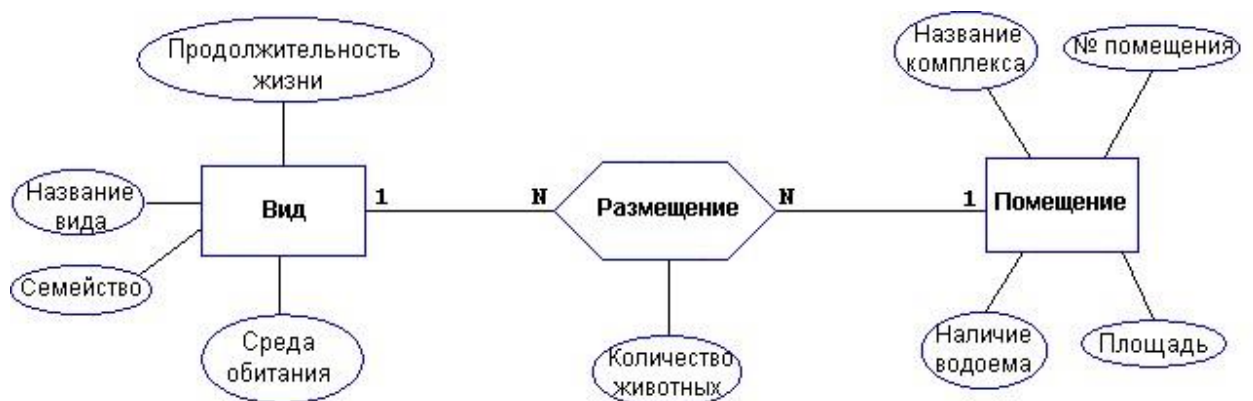 Продолжительность
жизни
Название
вида
Семейство
Вид
Среда
обитания
1
N
Размещение
Количество
животных
N
1
Название
комплекса
№ помещения
Помещение
Наличие
водоема
Площадь